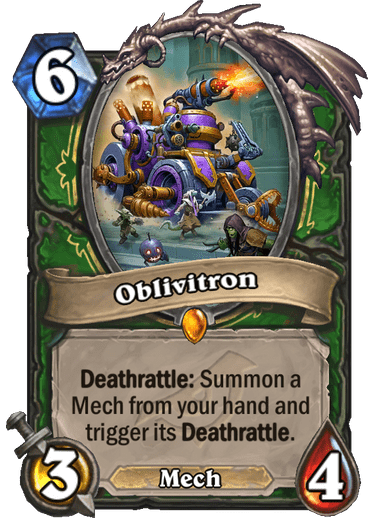 6
Oblivitron
Deathrattle: Summon a
Mech from your hand and
trigger its Deathrattle.
3
Mech
4